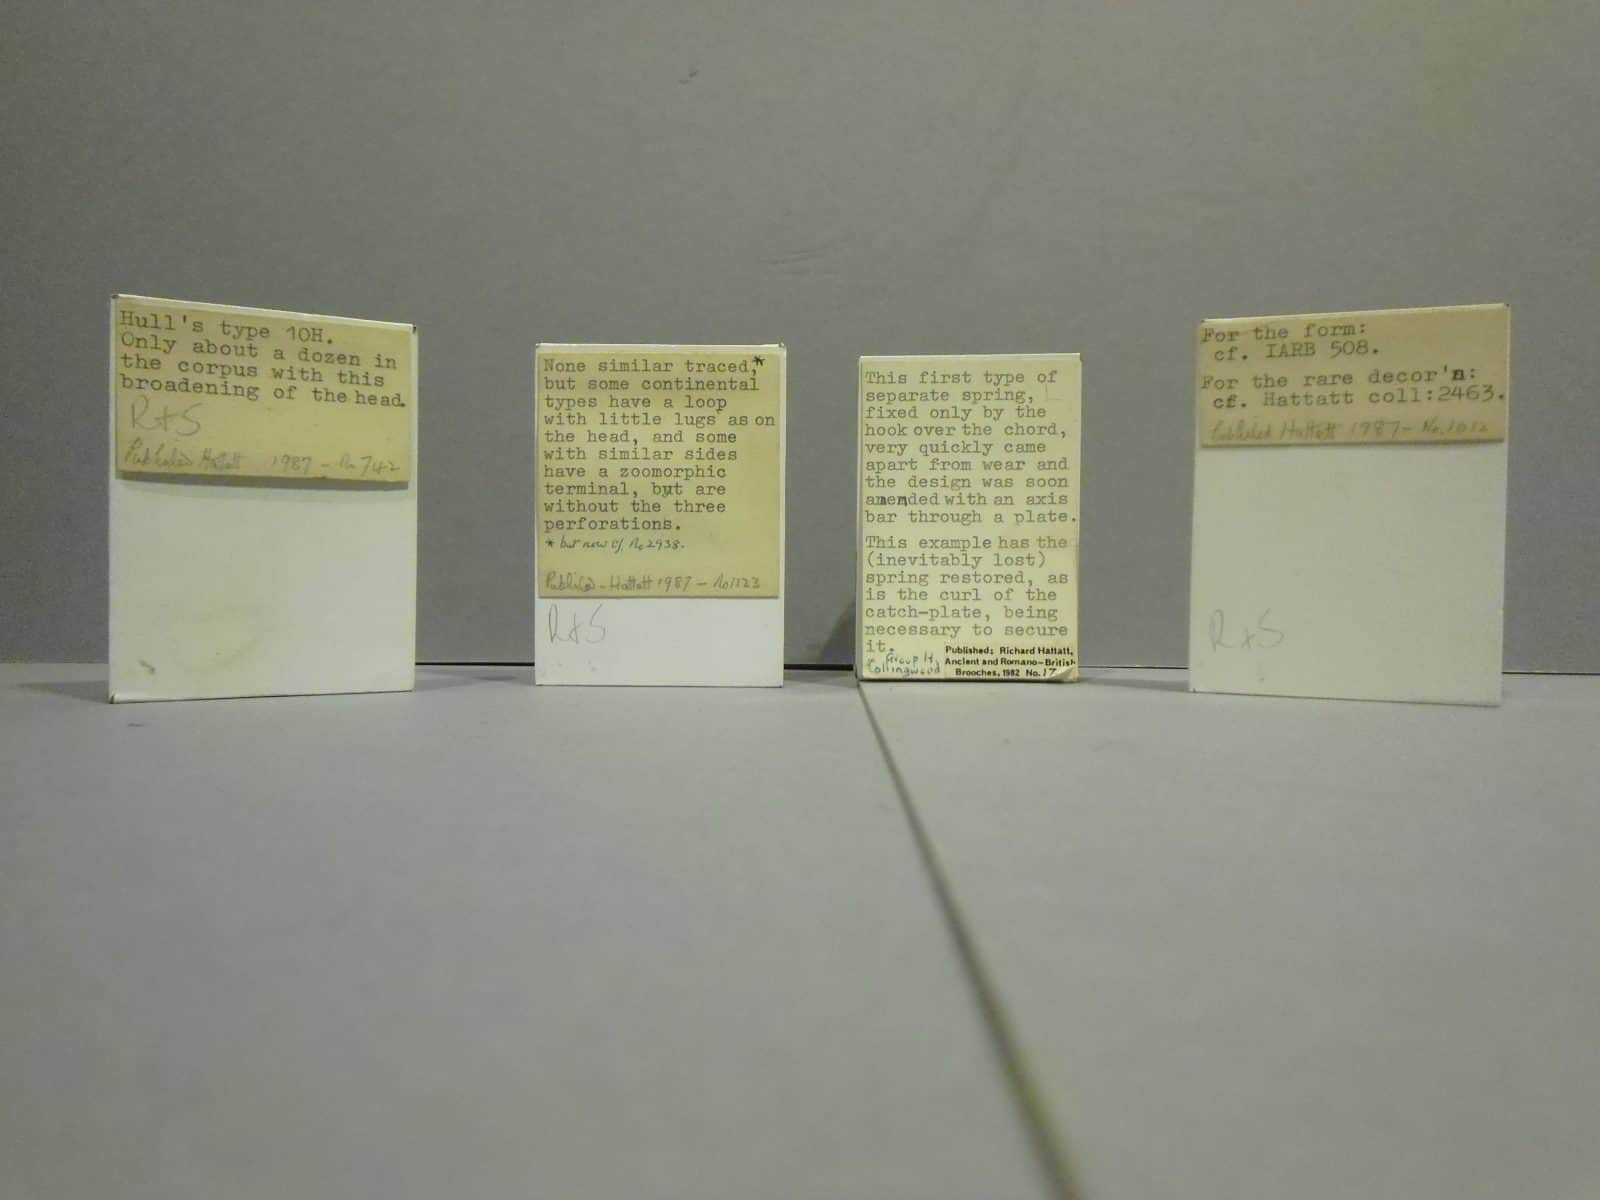 Hull's type 10H.
Only about a dozen in
the corpus with this
broadening of the head.
R+S
Published Hattatt 1987 - No 742
None similar traced,*
but some continental
types have a loop
with little lugs as on
the head, and some
with similar sides
have a zoomorphic
terminal, but are
without the three
perforations.
* but now cf. No 2938.
Published - Hattatt 1987 - No 1123
R+S
This first type of
separate spring,
fixed only by the
hook over the chord,
very quickly came
apart from wear and
the design was soon
amended with an axis
bar through a plate.
This example has the
(inevitably lost)
spring restored, as
is the curl of the
catch-plate, being
necessary to secure
it.
Group H,
Collingwood
Published: Richard Hattatt,
Ancient and Romano-British
Brooches, 1982 No. 17
For the form:
cf. IARB 508.
For the rare decor'n:
cf. Hattatt coll:2463.
Published Hattatt 1987 - No. 1012
R+S